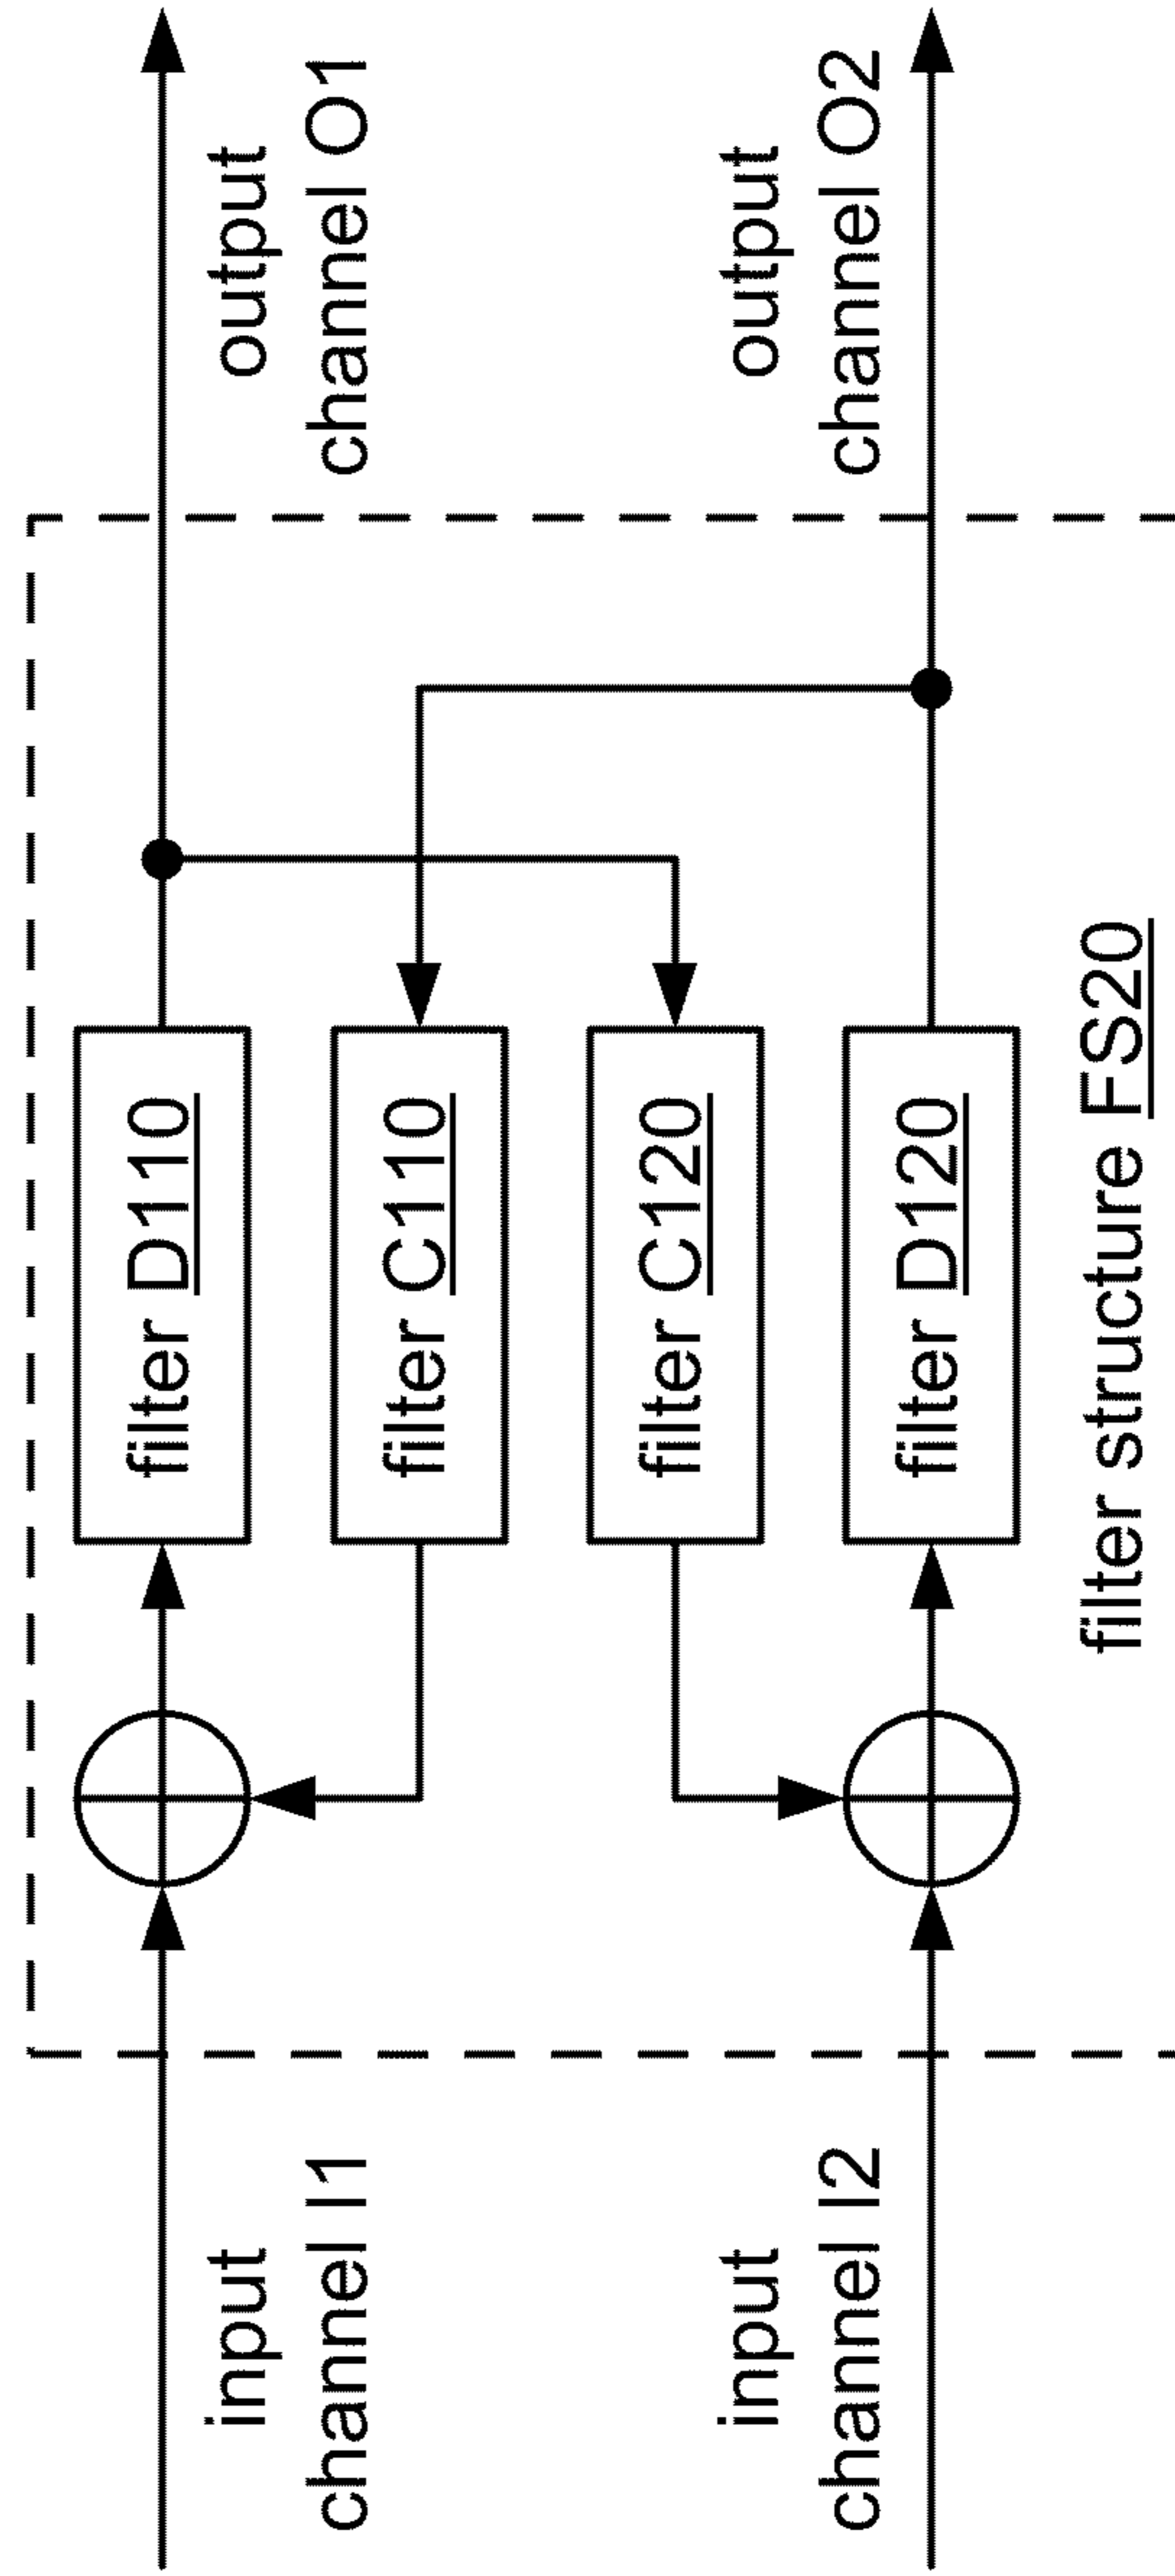 input
channel I1
filter D110
output
channel O1
filter C110
filter C120
input
channel I2
filter D120
output
channel O2
filter structure FS20